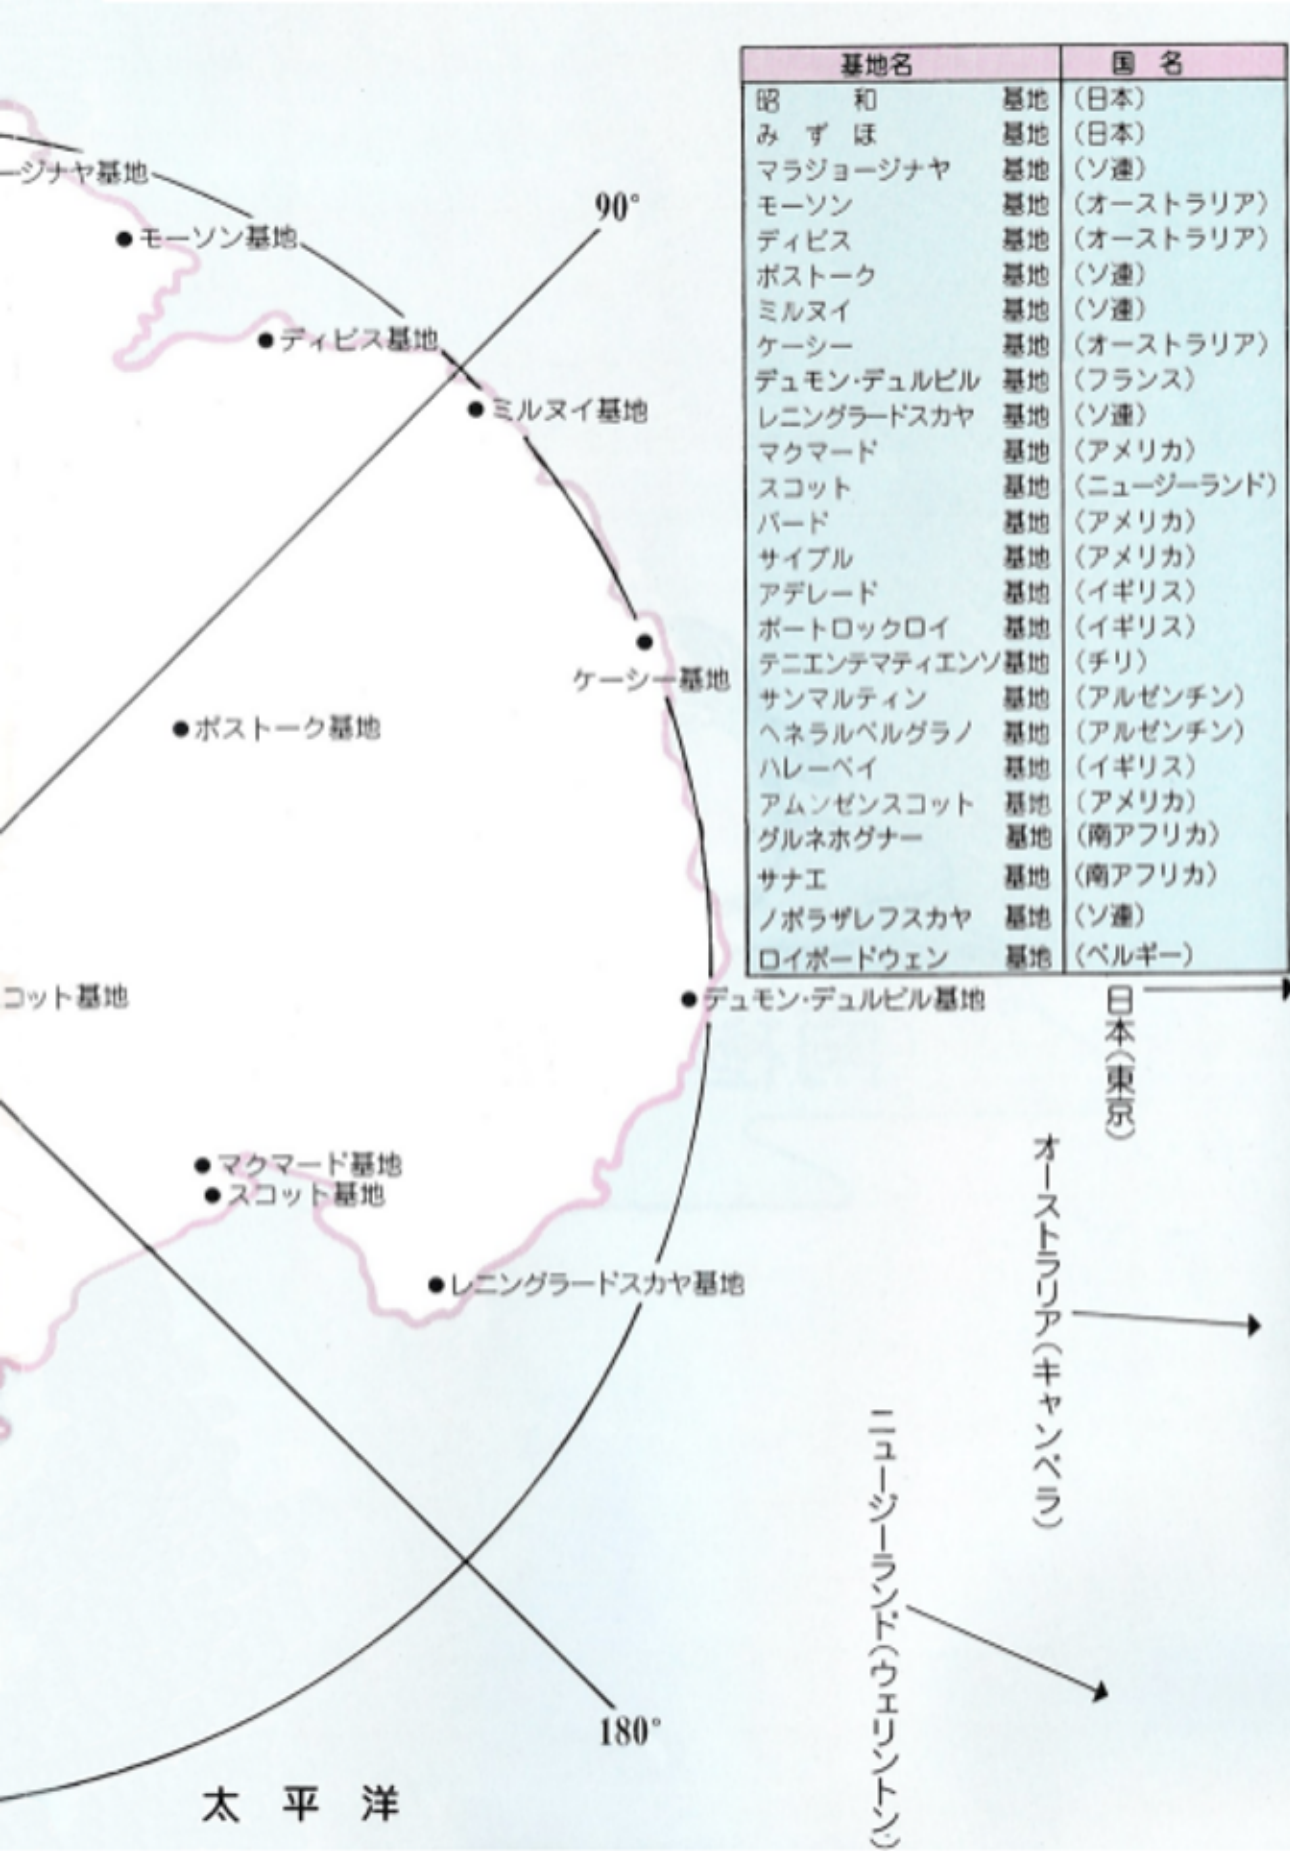 基地名 国名
昭和基地 (日本)
みずほ基地 (日本)
マラジョージナヤ基地 (ソ連)
モーソン基地 (オーストラリア)
ディビス基地 (オーストラリア)
ボストーク基地 (ソ連)
ミルヌイ基地 (ソ連)
ケーシー基地 (オーストラリア)
デュモン・デュルビル基地 (フランス)
レニングラードスカヤ基地 (ソ連)
マクマード基地 (アメリカ)
スコット基地 (ニュージーランド)
バード基地 (アメリカ)
サイプル基地 (アメリカ)
アデレード基地 (イギリス)
ポートロックロイ基地 (イギリス)
テニエンテマティエンソ基地 (チリ)
サンマルティン基地 (アルゼンチン)
ヘネラルベルグラノ基地 (アルゼンチン)
ハレーベイ基地 (イギリス)
アムンゼンスコット基地 (アメリカ)
グルネホグナー基地 (南アフリカ)
サナエ基地 (南アフリカ)
ノボラザレフスカヤ基地 (ソ連)
ロイボードウェン基地 (ベルギー)
ージナヤ基地
モーソン基地
90°
ディビス基地
ミルヌイ基地
ケーシー基地
ボストーク基地
コット基地
デュモン・デュルビル基地
マクマード基地
スコット基地
レニングラードスカヤ基地
日本(東京)
オーストラリア(キャンベラ)
ニュージーランド(ウェリントン)
180°
太平洋